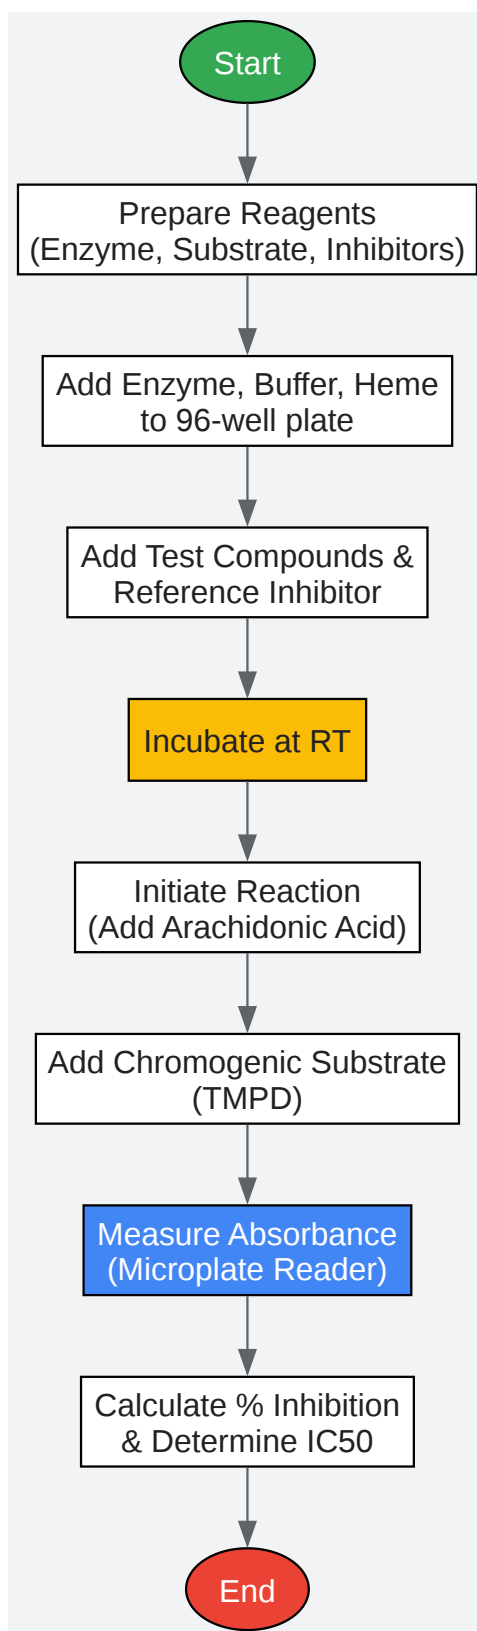 Start
Prepare Reagents
(Enzyme, Substrate, Inhibitors)
Add Enzyme, Buffer, Heme
to 96-well plate
Add Test Compounds &
Reference Inhibitor
Incubate at RT
Initiate Reaction
(Add Arachidonic Acid)
Add Chromogenic Substrate
(TMPD)
Measure Absorbance
(Microplate Reader)
Calculate % Inhibition
& Determine IC50
End